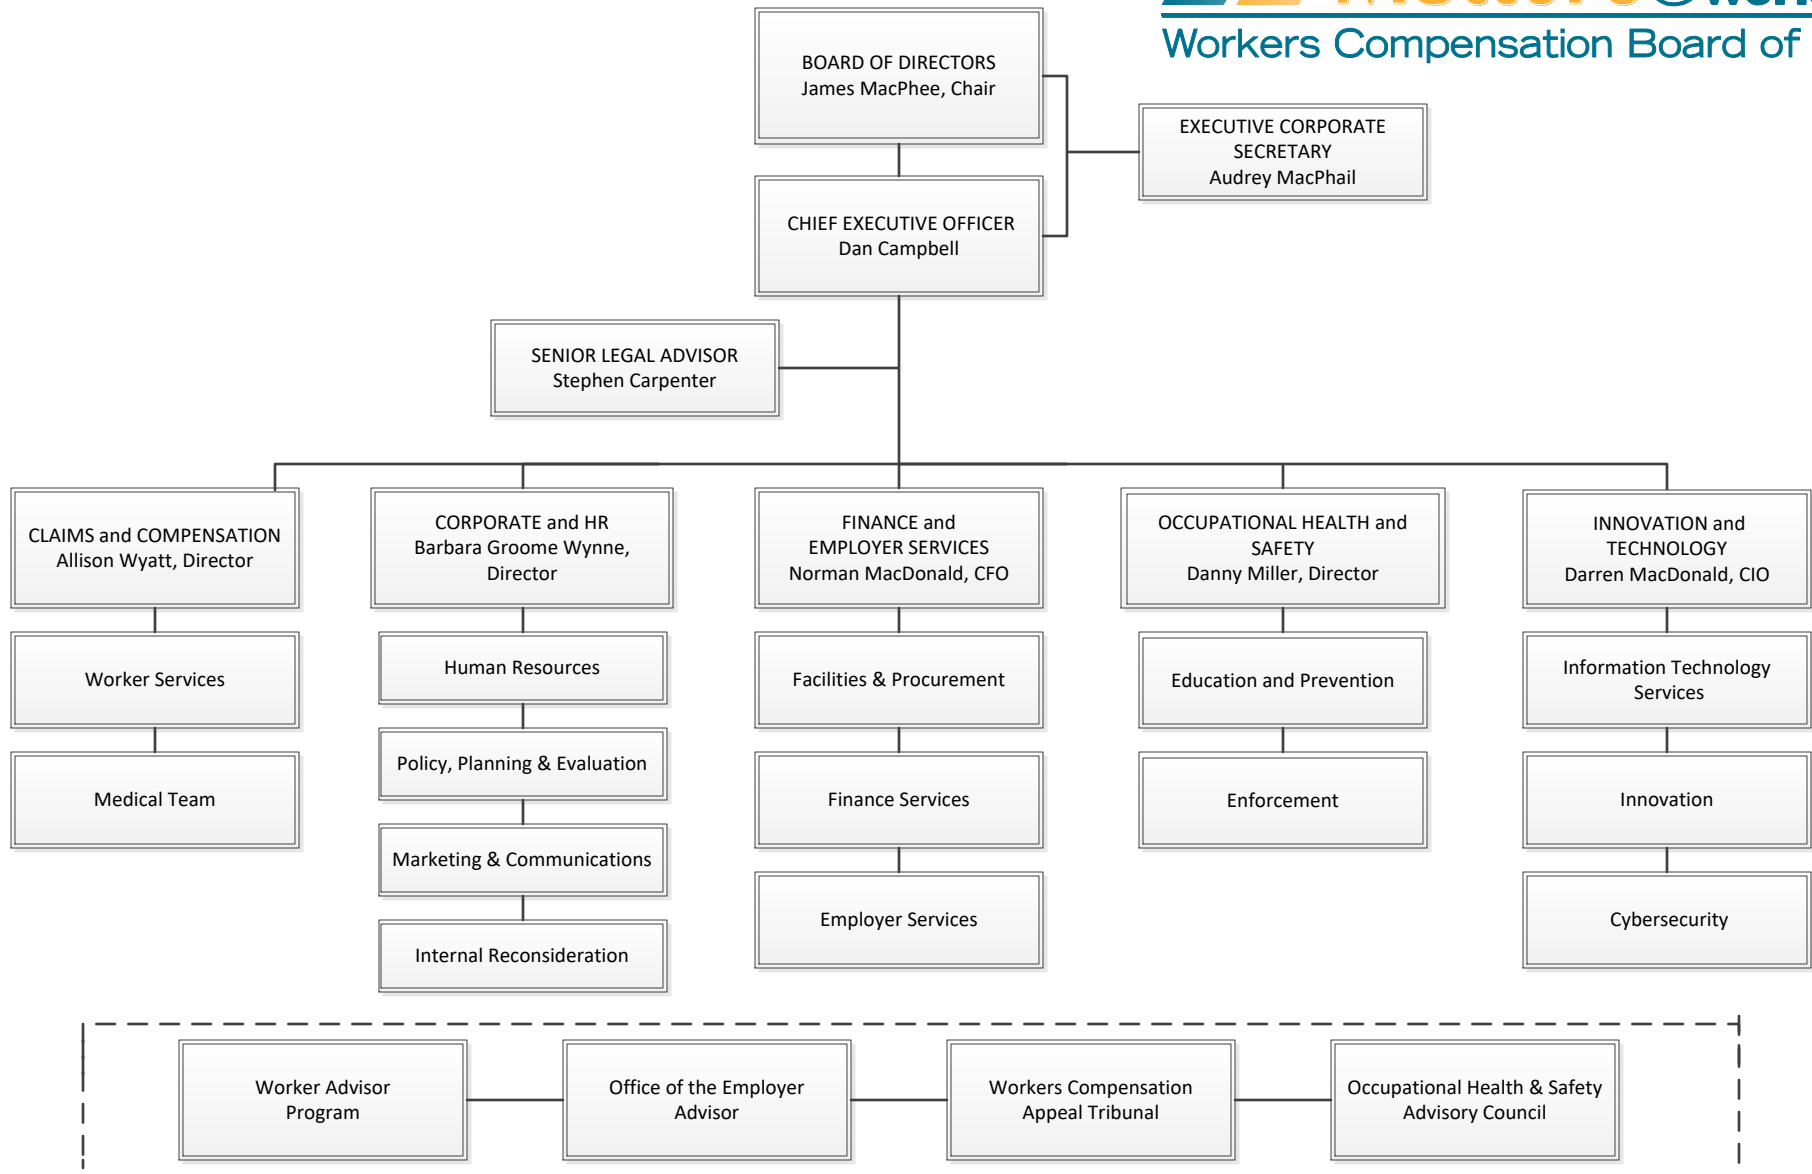 Workers Compensation Board of
BOARD OF DIRECTORS
James MacPhee, Chair
EXECUTIVE CORPORATE
SECRETARY
Audrey MacPhail
CHIEF EXECUTIVE OFFICER
Dan Campbell
SENIOR LEGAL ADVISOR
Stephen Carpenter
CLAIMS and COMPENSATION
Allison Wyatt, Director
CORPORATE and HR
Barbara Groome Wynne,
Director
FINANCE and
EMPLOYER SERVICES
Norman MacDonald, CFO
OCCUPATIONAL HEALTH and
SAFETY
Danny Miller, Director
INNOVATION and
TECHNOLOGY
Darren MacDonald, CIO
Worker Services
Human Resources
Facilities & Procurement
Education and Prevention
Information Technology
Services
Policy, Planning & Evaluation
Medical Team
Finance Services
Enforcement
Innovation
Marketing & Communications
Employer Services
Cybersecurity
Internal Reconsideration
Worker Advisor
Program
Office of the Employer
Advisor
Workers Compensation
Appeal Tribunal
Occupational Health & Safety
Advisory Council